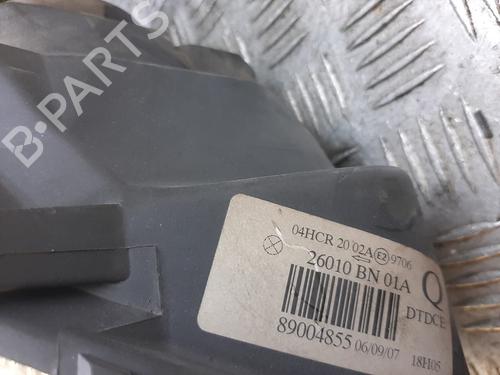 B-PARTS
04HCR 20 02A E2 9706
26010 BN 01A Q
DTDCE
89004855 06/09/07 18H05